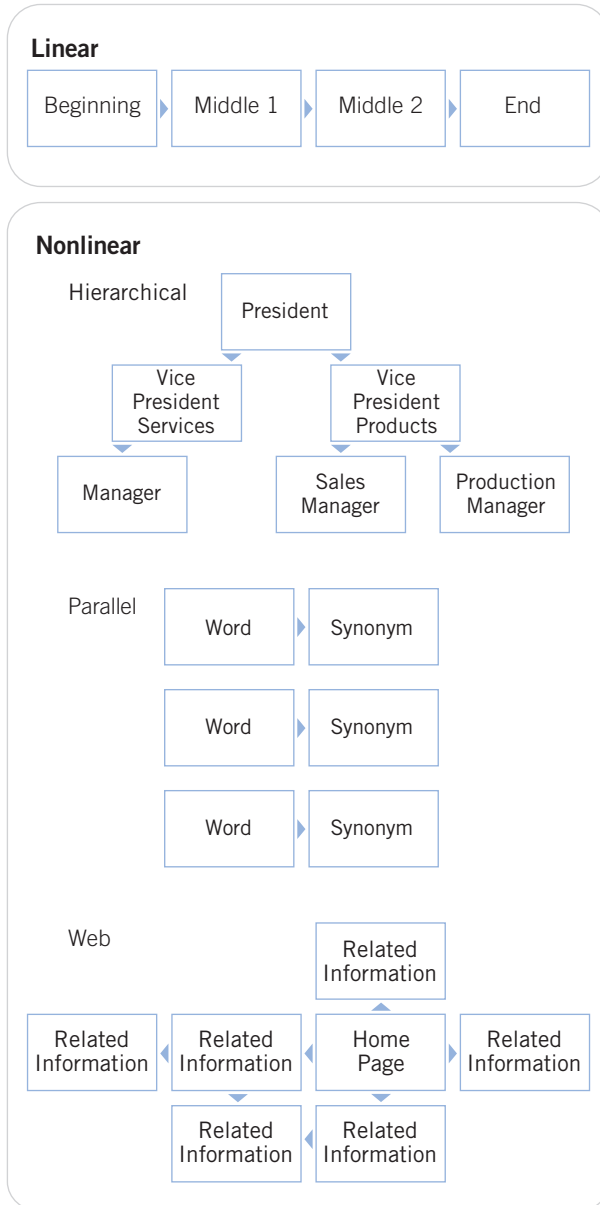 Linear
Beginning
Middle 1
Middle 2
End
Nonlinear
Hierarchical
President
Vice
President
Services
Vice
President
Products
Manager
Sales
Manager
Production
Manager
Parallel
Word
Synonym
Word
Synonym
Word
Synonym
Web
Related
Information
Related
Information
Related
Information
Home
Page
Related
Information
Related
Information
Related
Information